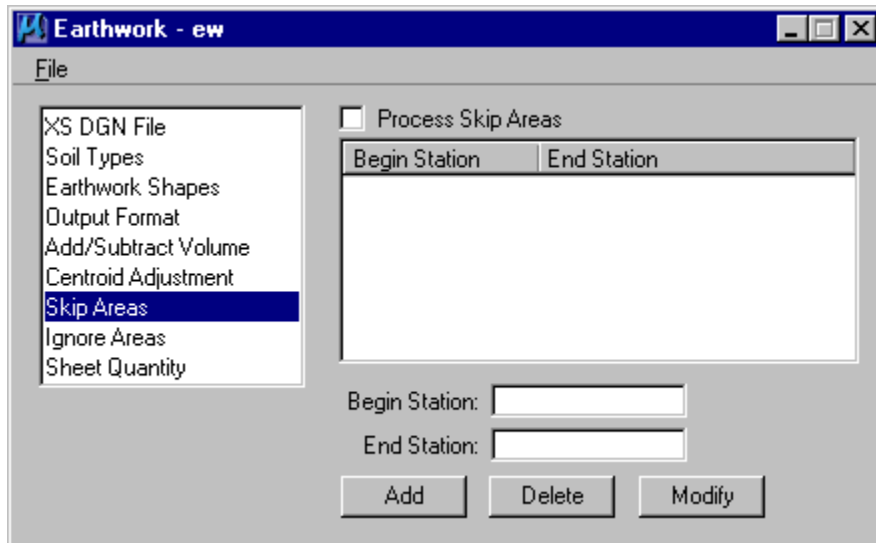 Earthwork - ew
File
XS DGN File
Soil Types
Earthwork Shapes
Output Format
Add/Subtract Volume
Centroid Adjustment
Skip Areas
Ignore Areas
Sheet Quantity
Process Skip Areas
Begin Station End Station
Begin Station:
End Station:
Add Delete Modify